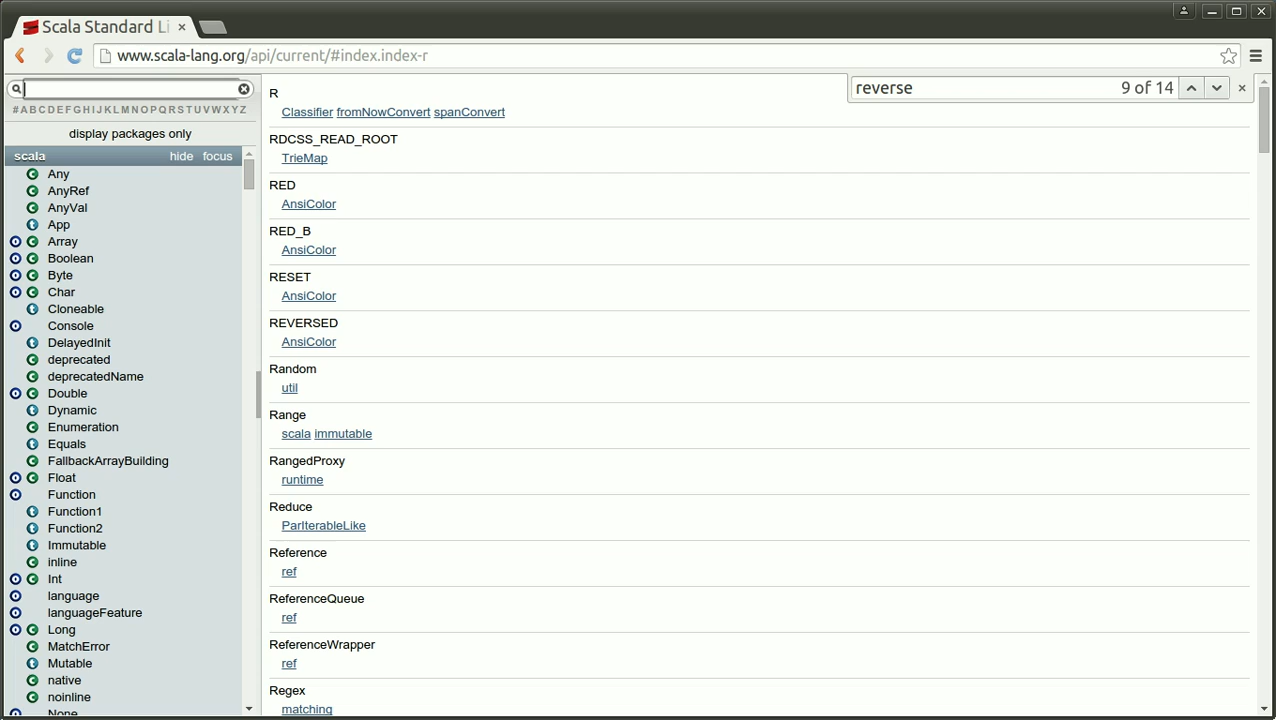 Scala Standard Li
www.scala-lang.org/api/current/#index.index-r
reverse
9 of 14
#ABCDEFGHIJKLMNOPQRSTUVWXYZ
display packages only
scala hide focus
Any
AnyRef
AnyVal
App
Array
Boolean
Byte
Char
Cloneable
Console
DelayedInit
deprecated
deprecatedName
Double
Dynamic
Enumeration
Equals
FallbackArrayBuilding
Float
Function
Function1
Function2
Immutable
inline
Int
language
languageFeature
Long
MatchError
Mutable
native
noinline
None
R
Classifier fromNowConvert spanConvert
RDCSS_READ_ROOT
TrieMap
RED
AnsiColor
RED_B
AnsiColor
RESET
AnsiColor
REVERSED
AnsiColor
Random
util
Range
scala immutable
RangedProxy
runtime
Reduce
ParIterableLike
Reference
ref
ReferenceQueue
ref
ReferenceWrapper
ref
Regex
matching